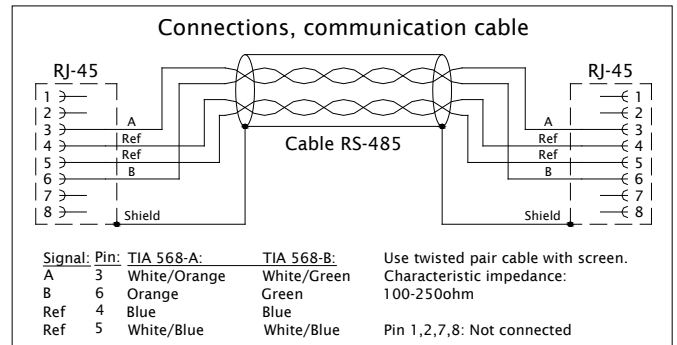 Connections, communication cable
RJ-45 RJ-45
1 1
2 2
3 A A 3
4 Ref Ref 4
5 Ref Ref 5
6 B B 6
7 7
8 8
Cable RS-485
Shield Shield
Signal: Pin: TIA 568-A: TIA 568-B: Use twisted pair cable with screen.
A 3 White/Orange White/Green Characteristic impedance:
B 6 Orange Green 100-250ohm
Ref 4 Blue Blue
Ref 5 White/Blue White/Blue Pin 1,2,7,8: Not connected